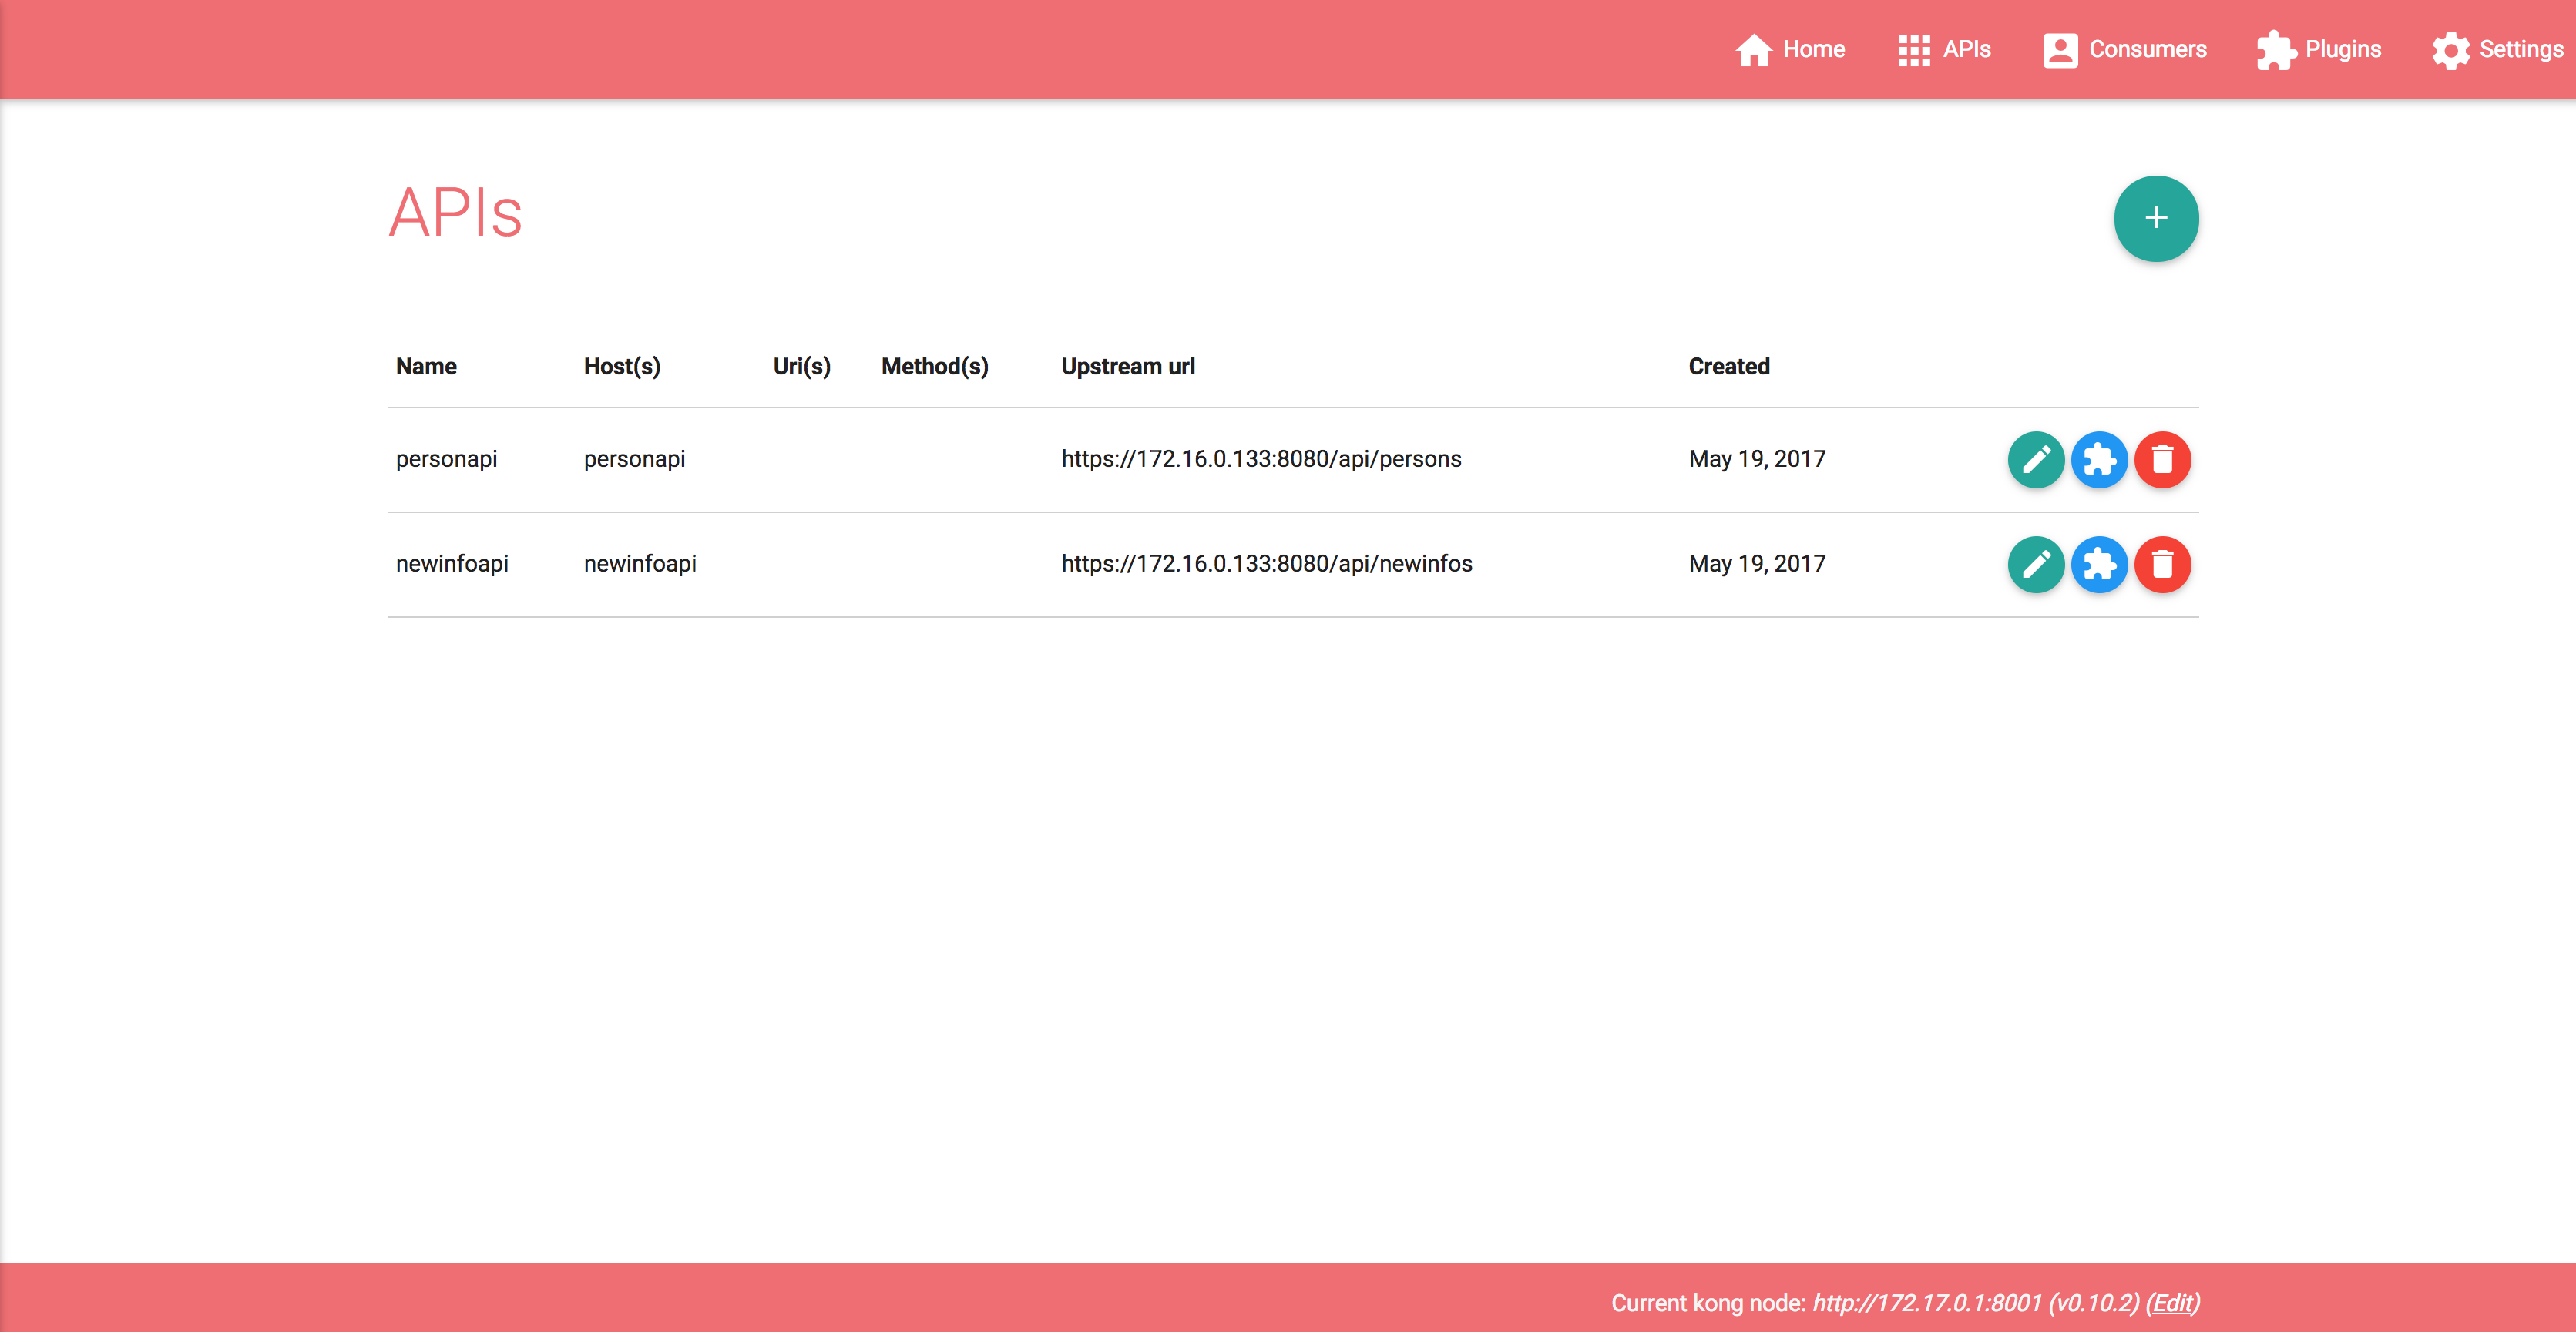 Home APIs Consumers Plugins Settings
APIs
+
Name Host(s) Uri(s) Method(s) Upstream url Created
personapi personapi https://172.16.0.133:8080/api/persons May 19, 2017
newinfoapi newinfoapi https://172.16.0.133:8080/api/newinfos May 19, 2017
Current kong node: http://172.17.0.1:8001 (v0.10.2) (Edit)